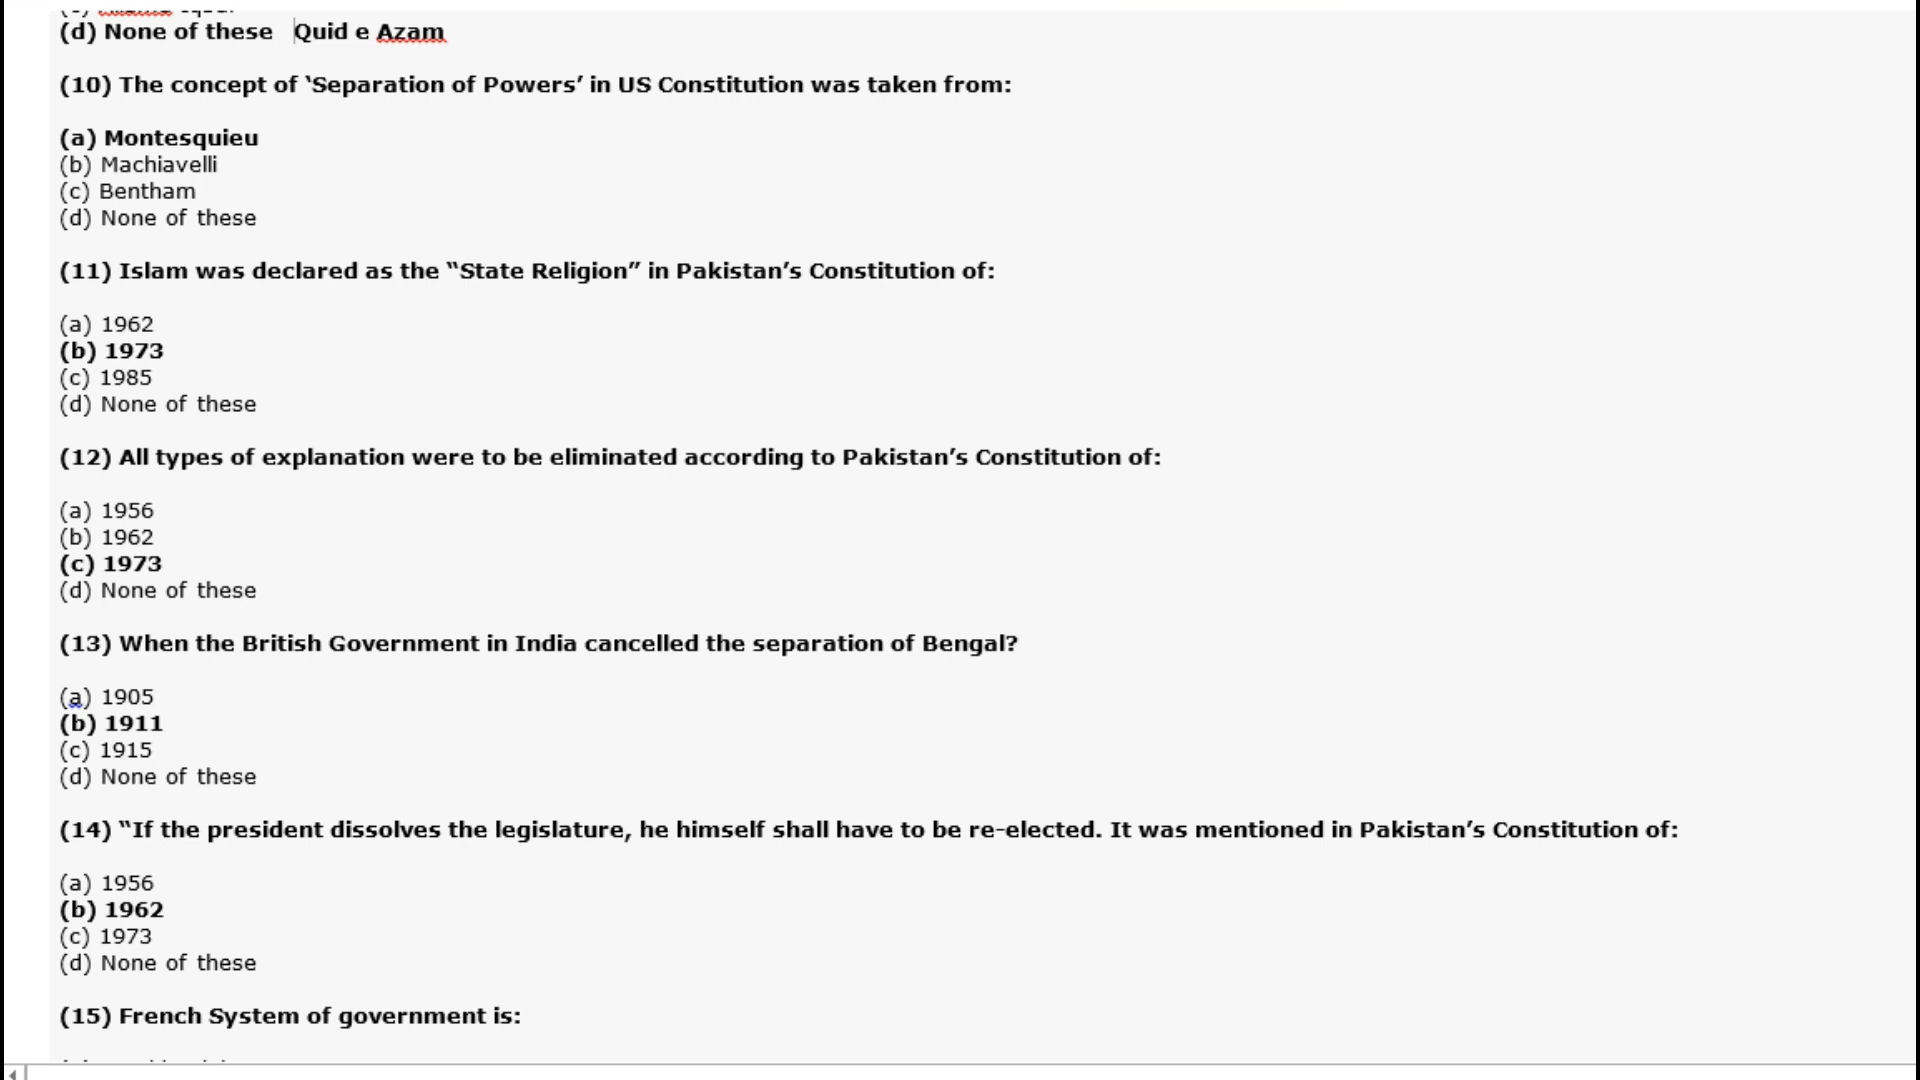 (d) None of these Quid e Azam
(10) The concept of ‘Separation of Powers’ in US Constitution was taken from:
(a) Montesquieu
(b) Machiavelli
(c) Bentham
(d) None of these
(11) Islam was declared as the “State Religion” in Pakistan’s Constitution of:
(a) 1962
(b) 1973
(c) 1985
(d) None of these
(12) All types of explanation were to be eliminated according to Pakistan’s Constitution of:
(a) 1956
(b) 1962
(c) 1973
(d) None of these
(13) When the British Government in India cancelled the separation of Bengal?
(a) 1905
(b) 1911
(c) 1915
(d) None of these
(14) “If the president dissolves the legislature, he himself shall have to be re-elected. It was mentioned in Pakistan’s Constitution of:
(a) 1956
(b) 1962
(c) 1973
(d) None of these
(15) French System of government is: